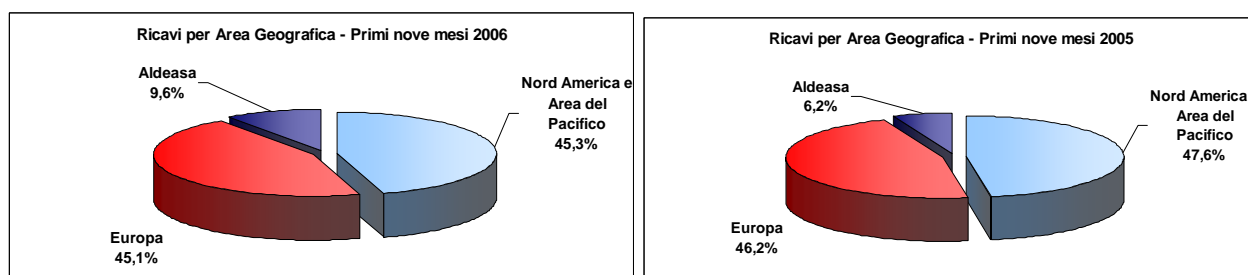 Ricavi per Area Geografica - Primi nove mesi 2006
Aldeasa
9,6%
Nord America e
Area del
Pacifico
45,3%
Europa
45,1%
Ricavi per Area Geografica - Primi nove mesi 2005
Aldeasa
6,2%
Nord America
Area del
Pacifico
47,6%
Europa
46,2%